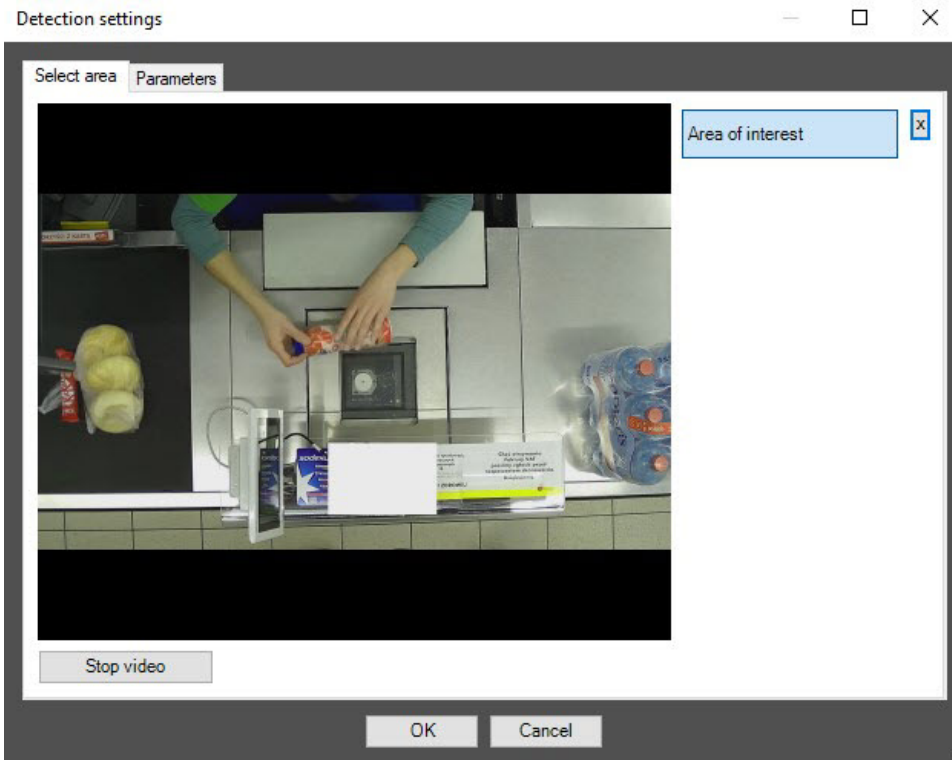 Detection settings
Select area
Parameters
Area of interest
x
Stop video
OK
Cancel